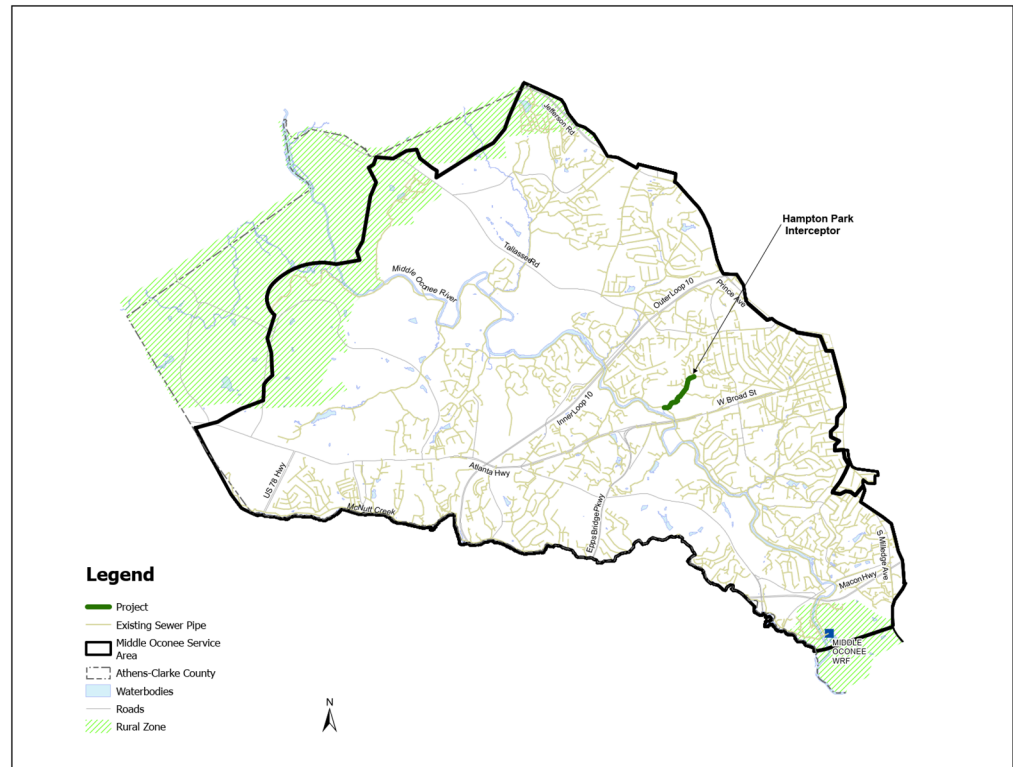 Jefferson Rd
Hampton Park
Interceptor
Tallassee Rd
Middle Oconee River
Outer Loop 10
Prince Ave
W Broad St
Inner Loop 10
Atlanta Hwy
US 78 Hwy
McNutt Creek
Epps Bridge Pkwy
S Milledge Ave
Macon Hwy
MIDDLE
OCONEE
WRF
Legend
Project
Existing Sewer Pipe
Middle Oconee Service
Area
Athens-Clarke County
Waterbodies
Roads
Rural Zone
N